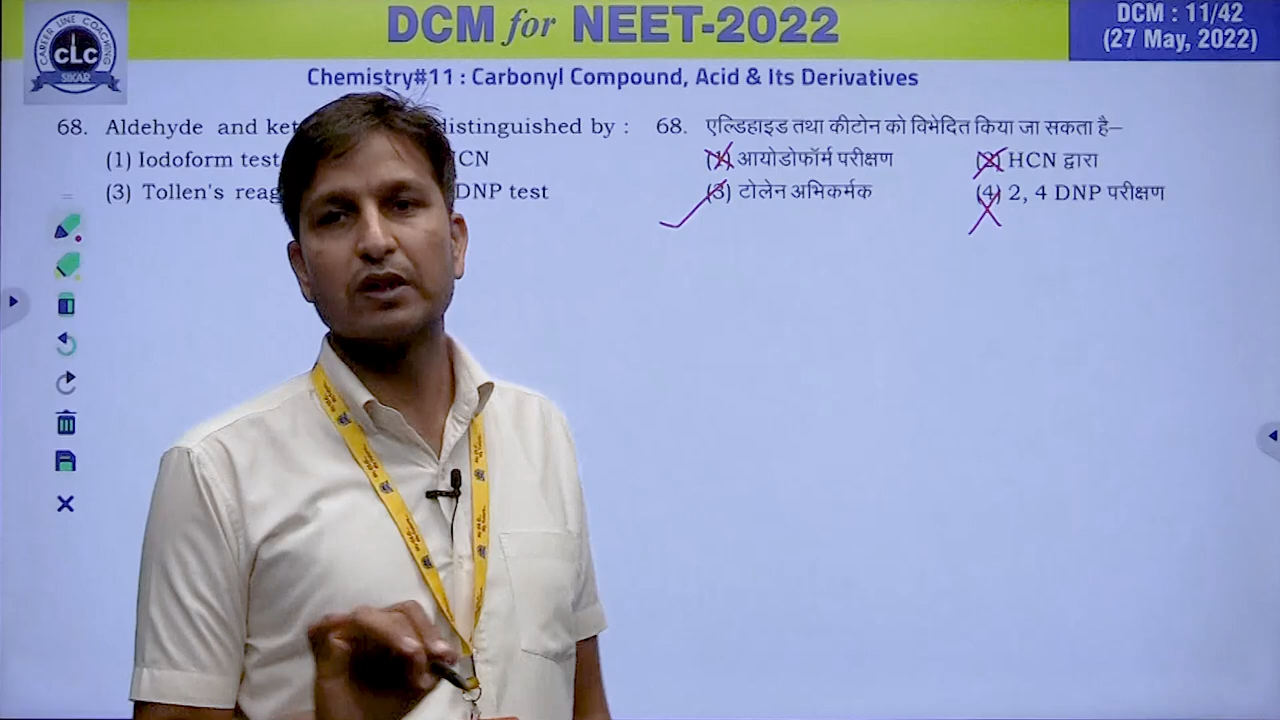 DCM for NEET-2022
DCM : 11/42
(27 May, 2022)
CAREER LINE COACHING
CLC
SIKAR
Chemistry#11 : Carbonyl Compound, Acid & Its Derivatives
68. Aldehyde and ket distinguished by :
(1) Iodoform test CN
(3) Tollen's reag DNP test
68. एल्डिहाइड तथा कीटोन को विभेदित किया जा सकता है–
(1) आयोडोफॉर्म परीक्षण (2) HCN द्वारा
(3) टोलेन अभिकर्मक (4) 2, 4 DNP परीक्षण